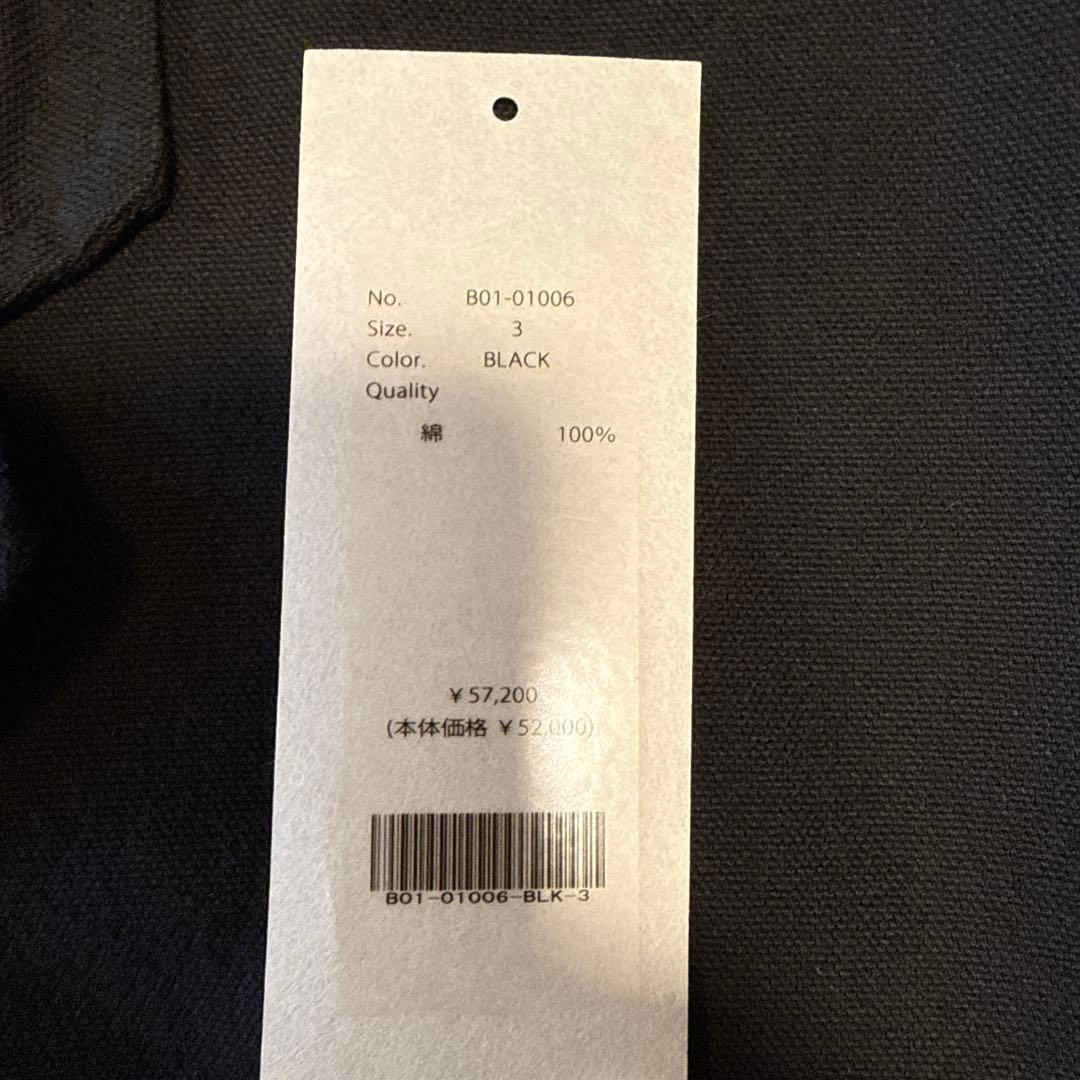 No. B01-01006
Size. 3
Color. BLACK
Quality
綿 100%
￥57,200
(本体価格 ￥52,000)
B01-01006-BLK-3